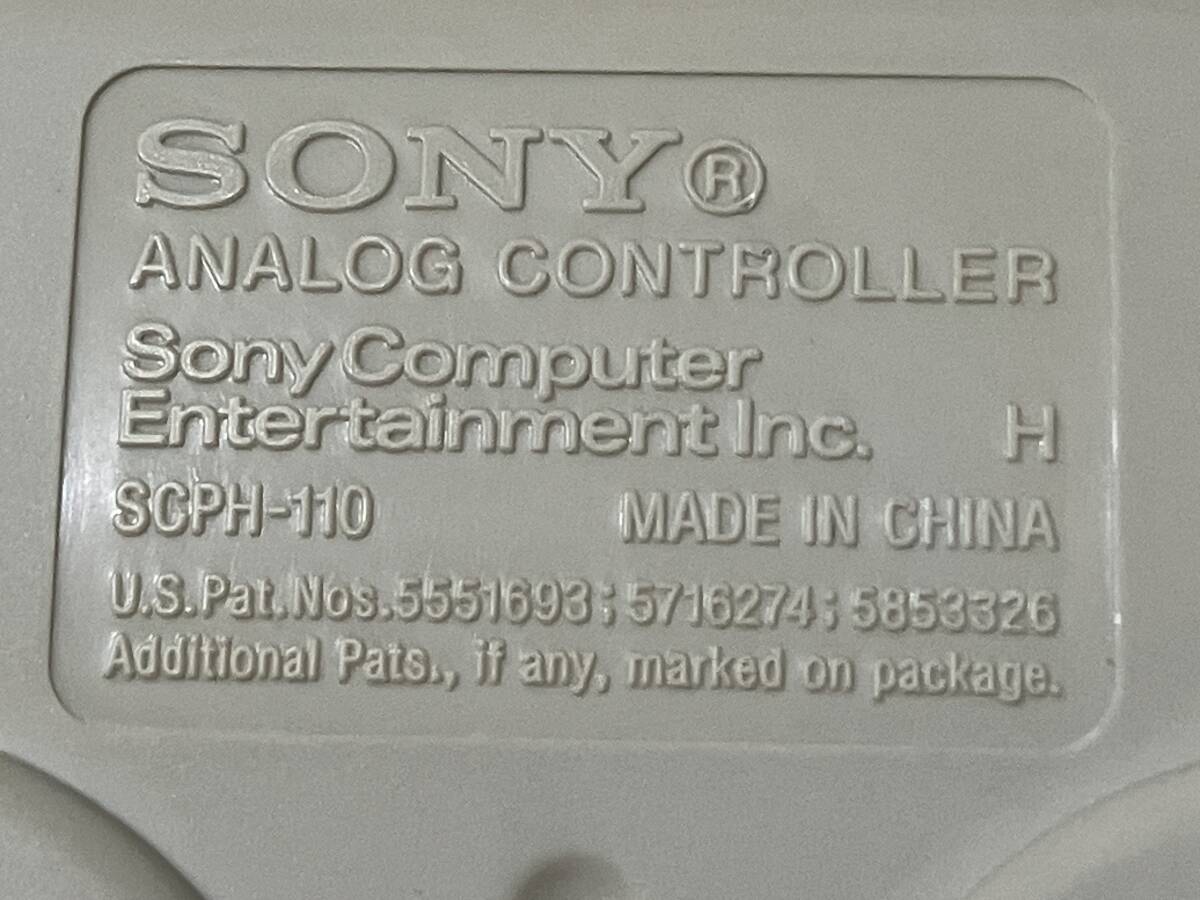 SONY®
ANALOG CONTROLLER
Sony Computer
Entertainment Inc. H
SCPH-110 MADE IN CHINA
U.S. Pat. Nos. 5551693; 5716274; 5853326
Additional Pats., if any, marked on package.